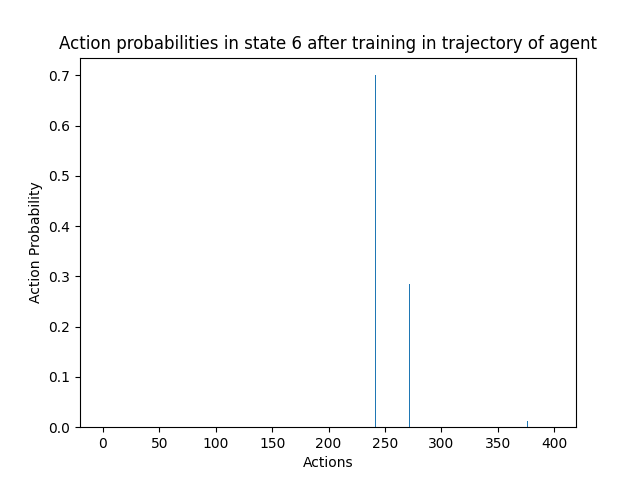 Action probabilities in state 6 after training in trajectory of agent
0.7
0.6
0.5
0.4
0.3
0.2
0.1
0.0
Action Probability
0 50 100 150 200 250 300 350 400
Actions